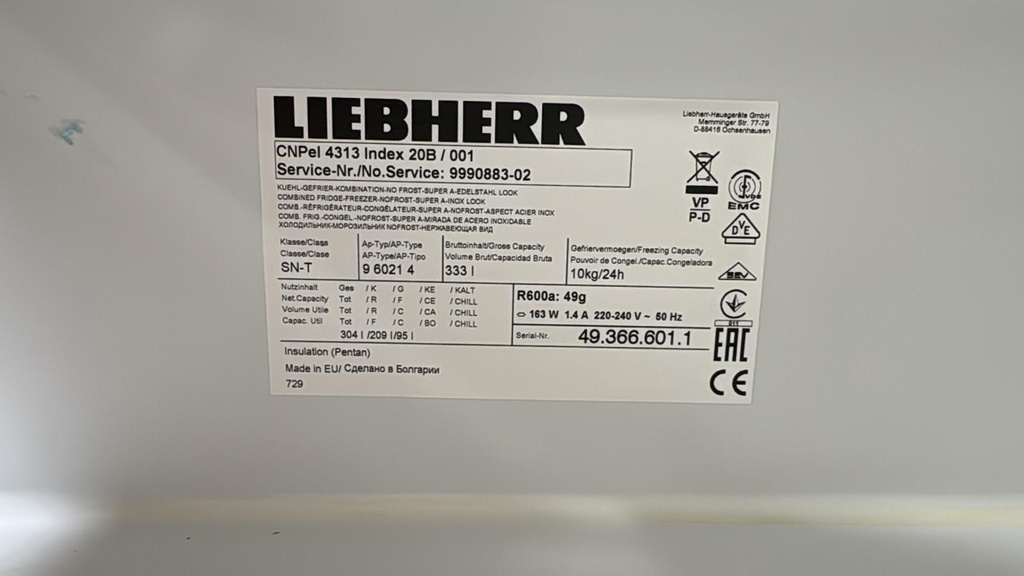 LIEBHERR
Liebherr-Hausgeräte GmbH
Memminger Str. 77-79
D-88416 Ochsenhausen
CNPel 4313 Index 20B / 001
Service-Nr./No.Service: 9990883-02
KUEHL-GEFRIER-KOMBINATION-NO FROST-SUPER A-EDELSTAHL LOOK
COMBINED FRIDGE-FREEZER-NO FROST-SUPER A-INOX LOOK
COMB.-RÉFRIGÉRATEUR-CONGÉLATEUR-SUPER A-NOFROST-ASPECT ACIER INOX
COMB. FRIG.-CONGEL.-NOFROST-SUPER A-MIRADA DE ACERO INOXIDABLE
ХОЛОДИЛЬНИК-МОРОЗИЛЬНИК NOFROST-НЕРЖАВЕЮЩАЯ ВИД
VP
P-D
EMC
Klasse/Class
Classe/Classe
SN-T
Ap-Typ/AP-Type
AP-Type/AP-Tipo
9 6021 4
Bruttoinhalt/Gross Capacity
Volume Brut/Capacidad Bruta
333 l
Gefriervermoegen/Freezing Capacity
Pouvoir de Congel./Capac.Congeladora
10kg/24h
DVE
SEV
Nutzinhalt Ges / K / G / KE / KALT
Net.Capacity Tot / R / F / CE / CHILL
Volume Utile Tot / R / C / CA / CHILL
Capac. Util Tot / F / C / BO / CHILL
304 l /209 l/95 l
R600a: 49g
163 W 1.4 A 220-240 V ~ 50 Hz
Serial-Nr. 49.366.601.1
EAC
CE
Insulation (Pentan)
Made in EU/ Сделано в Болгарии
729